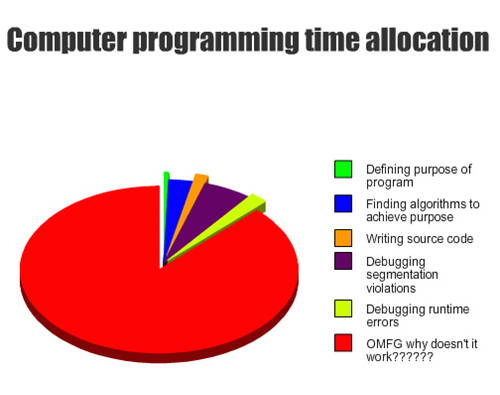 Computer programming time allocation
Defining purpose of
program
Finding algorithms to
achieve purpose
Writing source code
Debugging
segmentation
violations
Debugging runtime
errors
OMFG why doesn't it
work??????